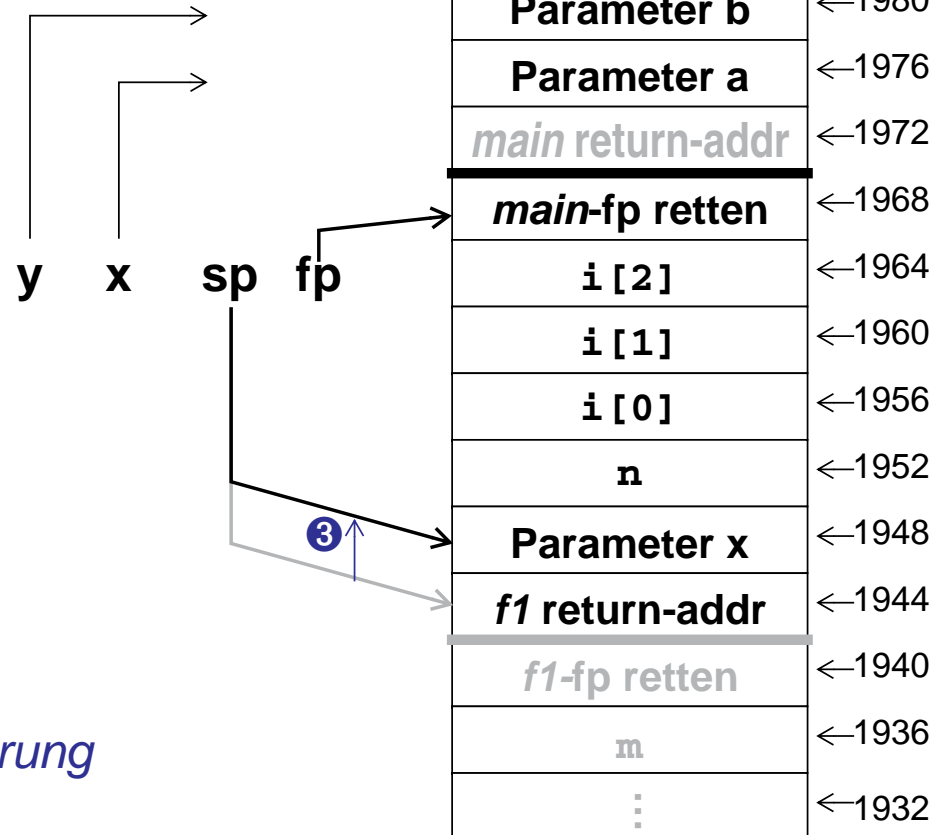 Parameter b ←1980
Parameter a ←1976
main return-addr ←1972
main-fp retten ←1968
y x sp fp
i[2] ←1964
i[1] ←1960
i[0] ←1956
n ←1952
❸
Parameter x ←1948
f1 return-addr ←1944
f1-fp retten ←1940
rung
m ←1936
⋮ ←1932